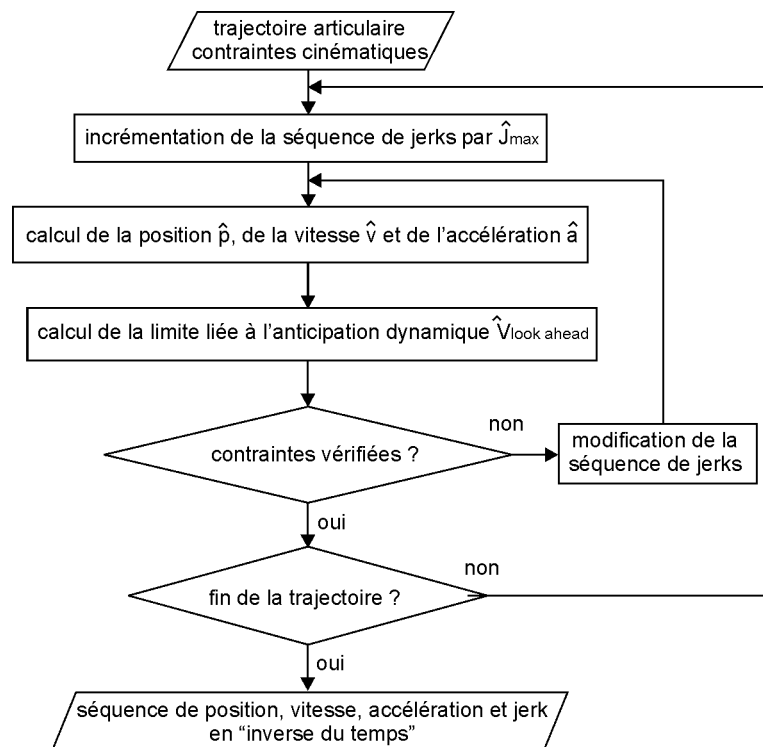 trajectoire articulaire
contraintes cinématiques
incrémentation de la séquence de jerks par Ĵmax
calcul de la position p̂, de la vitesse v̂ et de l'accélération â
calcul de la limite liée à l'anticipation dynamique V̂look ahead
contraintes vérifiées ?
non
modification de la
séquence de jerks
oui
fin de la trajectoire ?
non
oui
séquence de position, vitesse, accélération et jerk
en "inverse du temps"